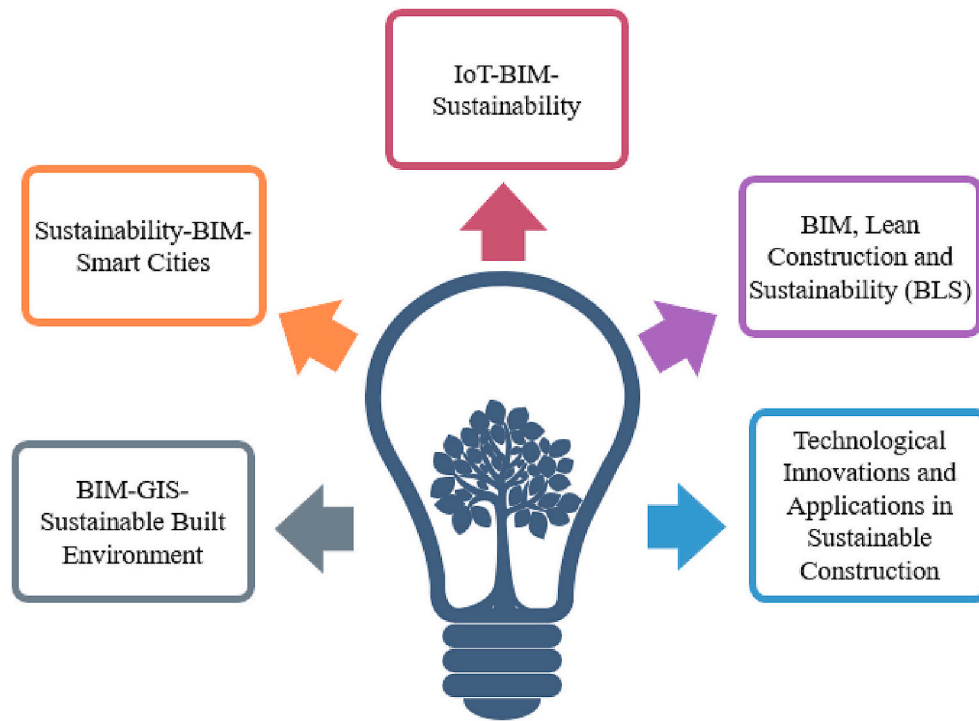 IoT-BIM-
Sustainability
Sustainability-BIM-
Smart Cities
BIM, Lean
Construction and
Sustainability (BLS)
BIM-GIS-
Sustainable Built
Environment
Technological
Innovations and
Applications in
Sustainable
Construction